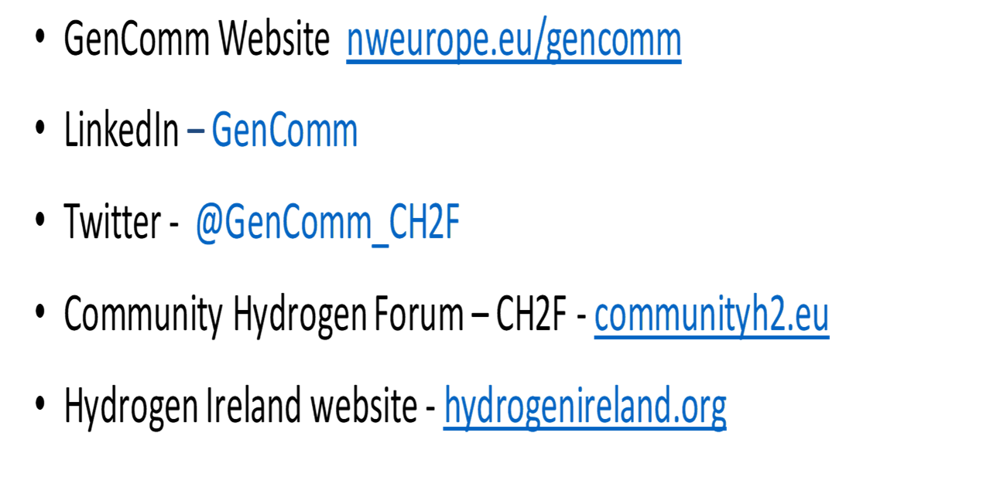 • GenComm Website nweurope.eu/gencomm
• LinkedIn – GenComm
• Twitter - @GenComm_CH2F
• Community Hydrogen Forum – CH2F - communityh2.eu
• Hydrogen Ireland website - hydrogenireland.org